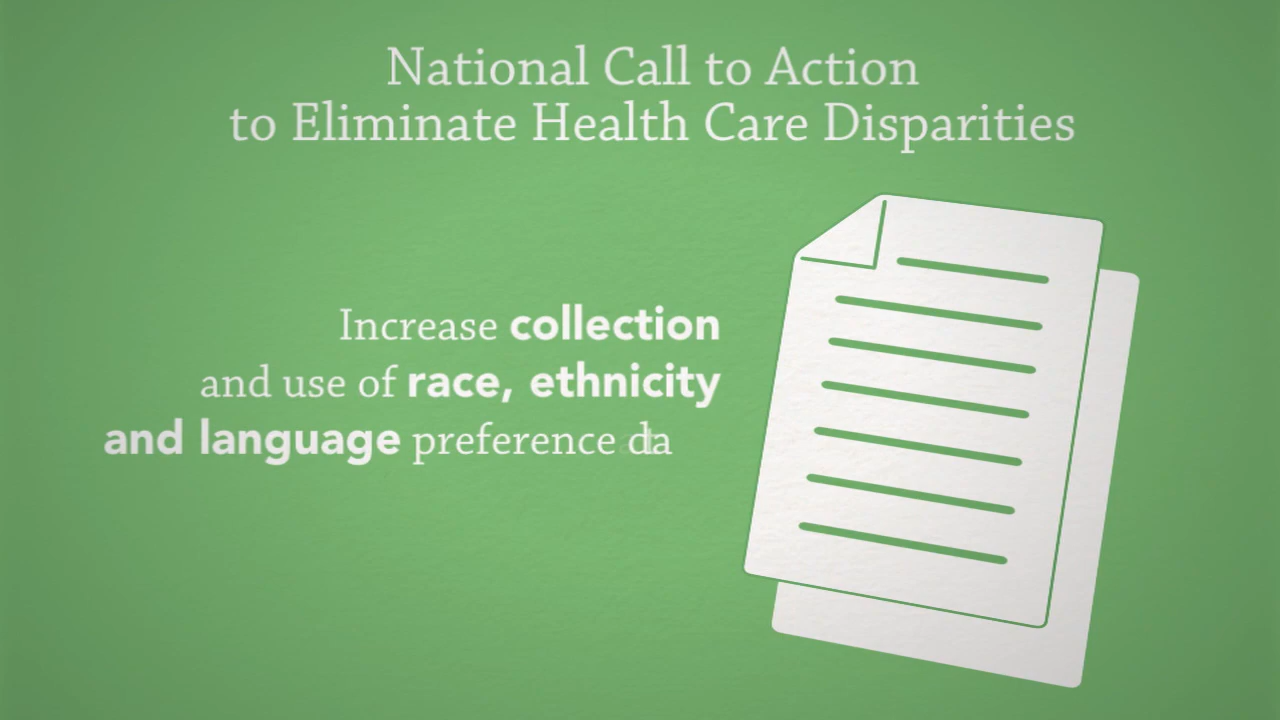 National Call to Action
to Eliminate Health Care Disparities
Increase collection
and use of race, ethnicity
and language preference da